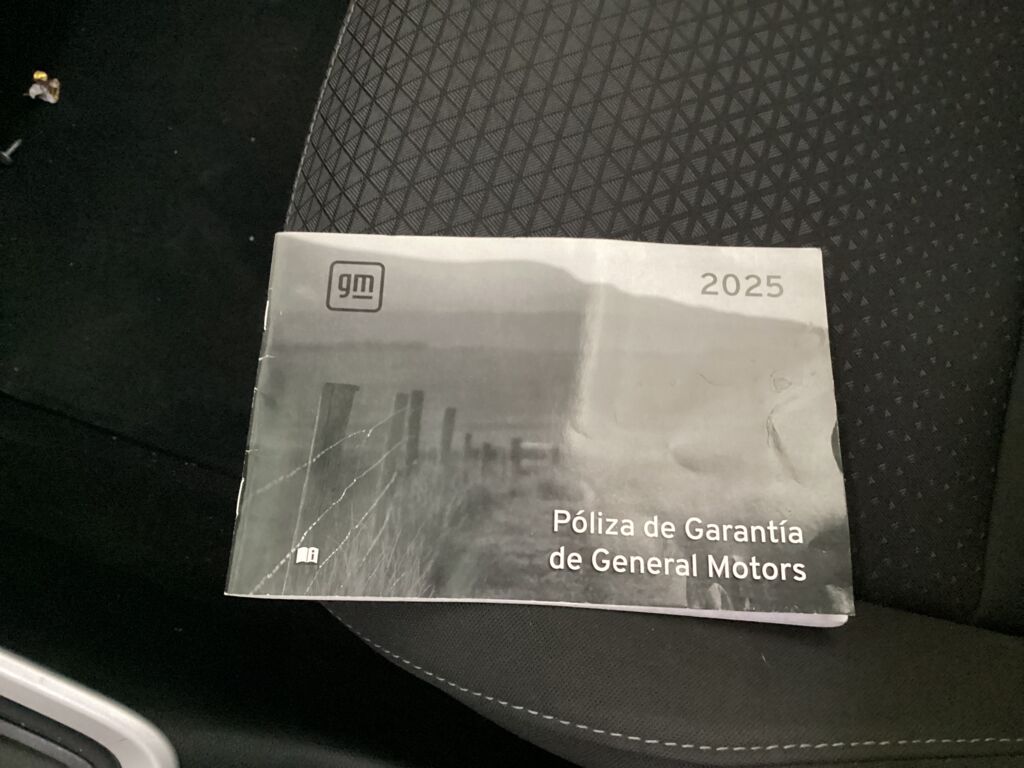 gm
2025
Póliza de Garantía
de General Motors